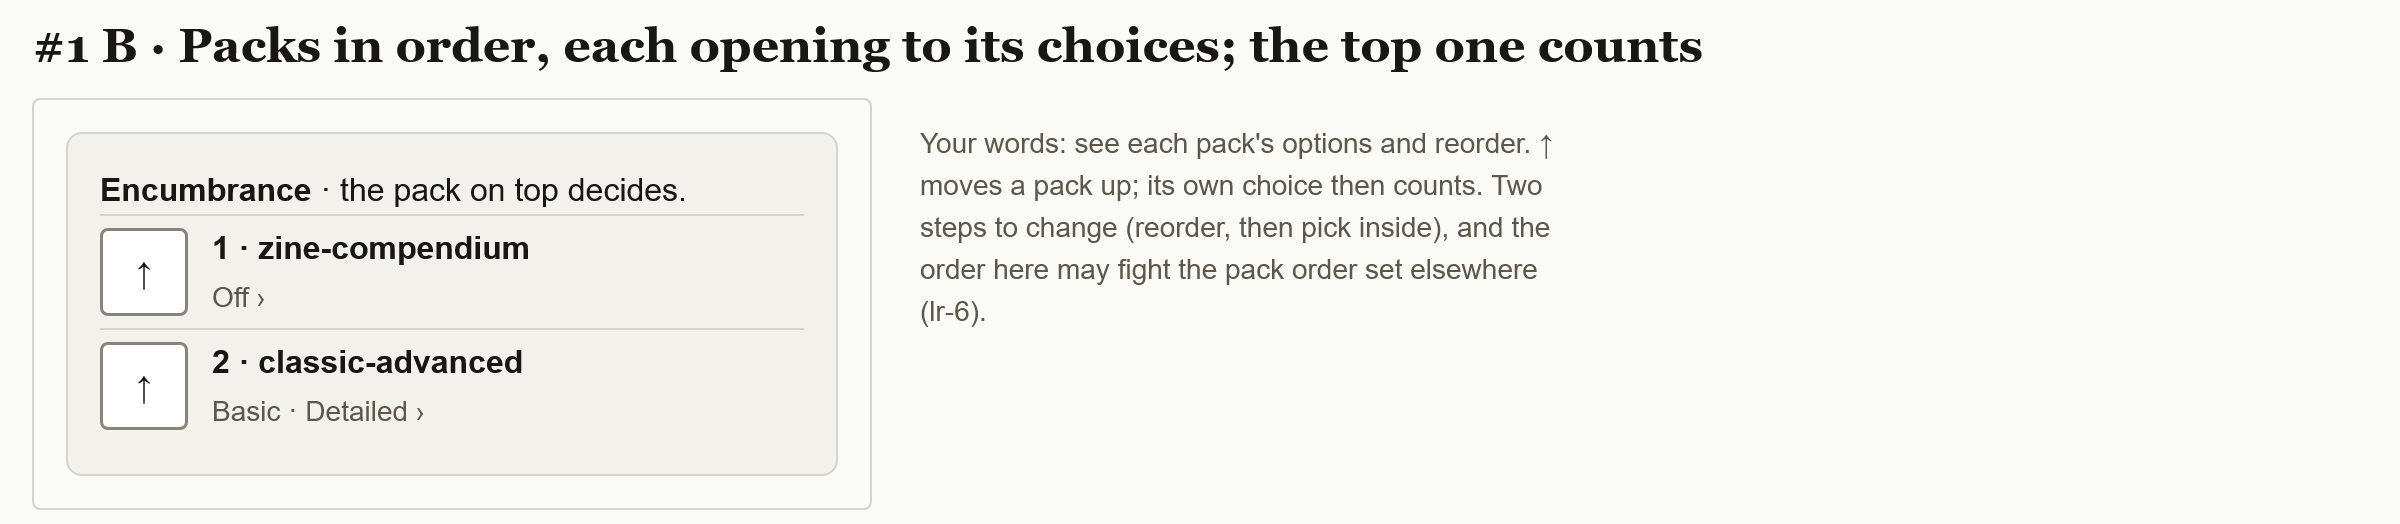 #1 B · Packs in order, each opening to its choices; the top one counts
Encumbrance · the pack on top decides.
↑
1 · zine-compendium
Off ›
↑
2 · classic-advanced
Basic · Detailed ›
Your words: see each pack's options and reorder. ↑
moves a pack up; its own choice then counts. Two
steps to change (reorder, then pick inside), and the
order here may fight the pack order set elsewhere
(lr-6).